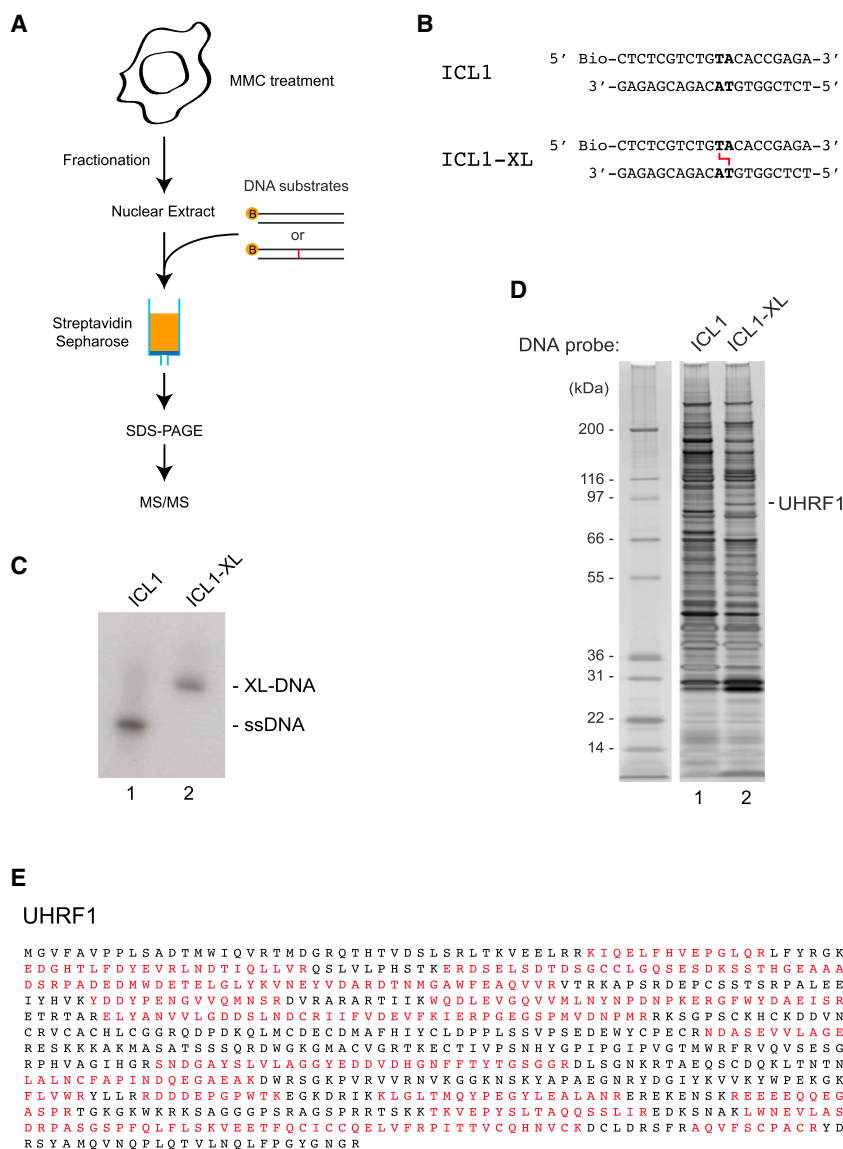 A
MMC treatment
Fractionation
Nuclear Extract
DNA substrates
B
or
B
Streptavidin
Sepharose
SDS-PAGE
MS/MS
B
ICL1
5' Bio-CTCTCGTCTGTACACCGAGA-3'
3'-GAGAGCAGACATGTGGCTCT-5'
ICL1-XL
5' Bio-CTCTCGTCTGTACACCGAGA-3'
3'-GAGAGCAGACATGTGGCTCT-5'
C
ICL1 ICL1-XL
- XL-DNA
- ssDNA
1 2
D
DNA probe: ICL1 ICL1-XL
(kDa)
200 -
116 -
97 -
- UHRF1
66 -
55 -
36 -
31 -
22 -
14 -
1 2
E
UHRF1
MGVFAVPPLSADTMWIQVRTMDGRQTHTVDSLSRLTKVEELRRKIQELFHVEPGLQRLFYRGK
EDGHTLFDYEVRLNDTIQLLVRQSLVLPHSTKERDSELSDTDSGCCLGQSESDKSSTHGEAAA
DSRPADEDMWDETELGLYKVNEYVDARDTNMGAWFEAQVVRVTRKAPSRDEPCSSTSRPALEE
IYHVKYDDYPENGVVQMNSRDVRARARTIIKWQDLEVGQVVMLNYNPDNPKERGFWYDAEISR
ETRTARELYANVVLGDDSLNDCRIIFVDEVFKIERPGEGSPMVDNPMRRKSGPSCKHCKDDVN
CRVCACHLCGGRQDPDKQLMCDECDMAFHIYCLDPPLSSVPSEDEWYCPECRNDASEVVLAGE
RESKKKAKMASATSSSQRDWGKGMACVGRTKECTIVPSNHYGPIPGIPVGTMWRFRVQVSESG
RPHVAGIHGRSNDGAYSLVLAGGYEDDVDHGNFFTYTGSGGRDLSGNKRTAEQSCDQKLTNTN
LALNCFAPINDQEGAEAKDWRSGKPVRVVRNVKGGKNSKYAPAEGNRYDGIYKVVKYWPEKGK
FLVWRYLLRRDDDEPGPWTKEGKDRIKKLGLTMQYPEGYLEALANREREKENSKREEEEQQEG
ASPRTGKGKWKRKSAGGGPSRAGSPRRTSKKTKVEPYSLTAQQSSLIREDKSNAKLWNEVLAS
DRPASGSPFQLFLSKVEETFQCICCQELVFRPITTVCQHNVCKDCLDRSFRAQVFSCPACRYD
RSYAMQVNQPLQTVLNQLFPGYGNGR